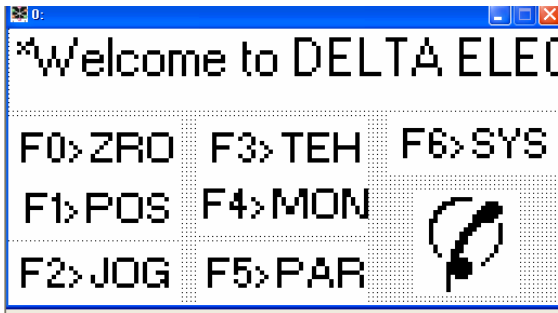 0:
*Welcome to DELTA ELEC
F0>ZRO F3>TEH F6>SYS
F1>POS F4>MON
F2>JOG F5>PAR